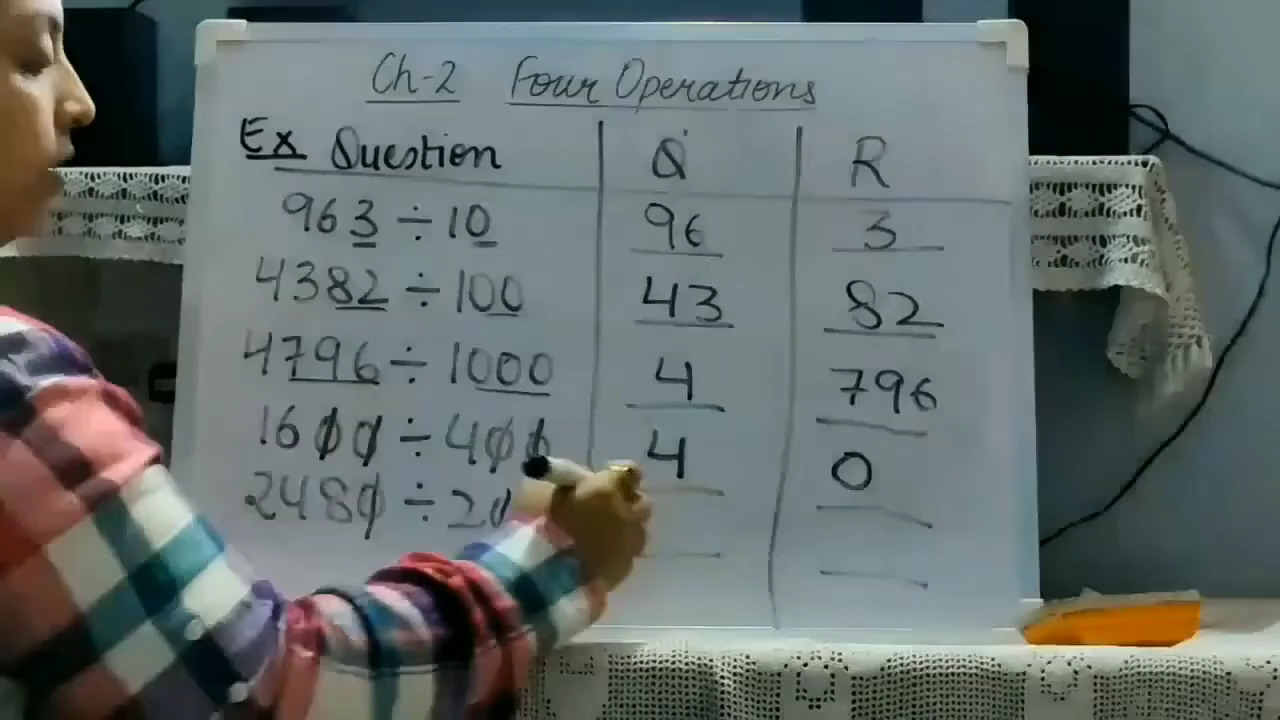 Ch-2 Four Operations
Ex Question Q R
963 ÷ 10 96 3
4382 ÷ 100 43 82
4796 ÷ 1000 4 796
1600 ÷ 400 4 0
2480 ÷ 20